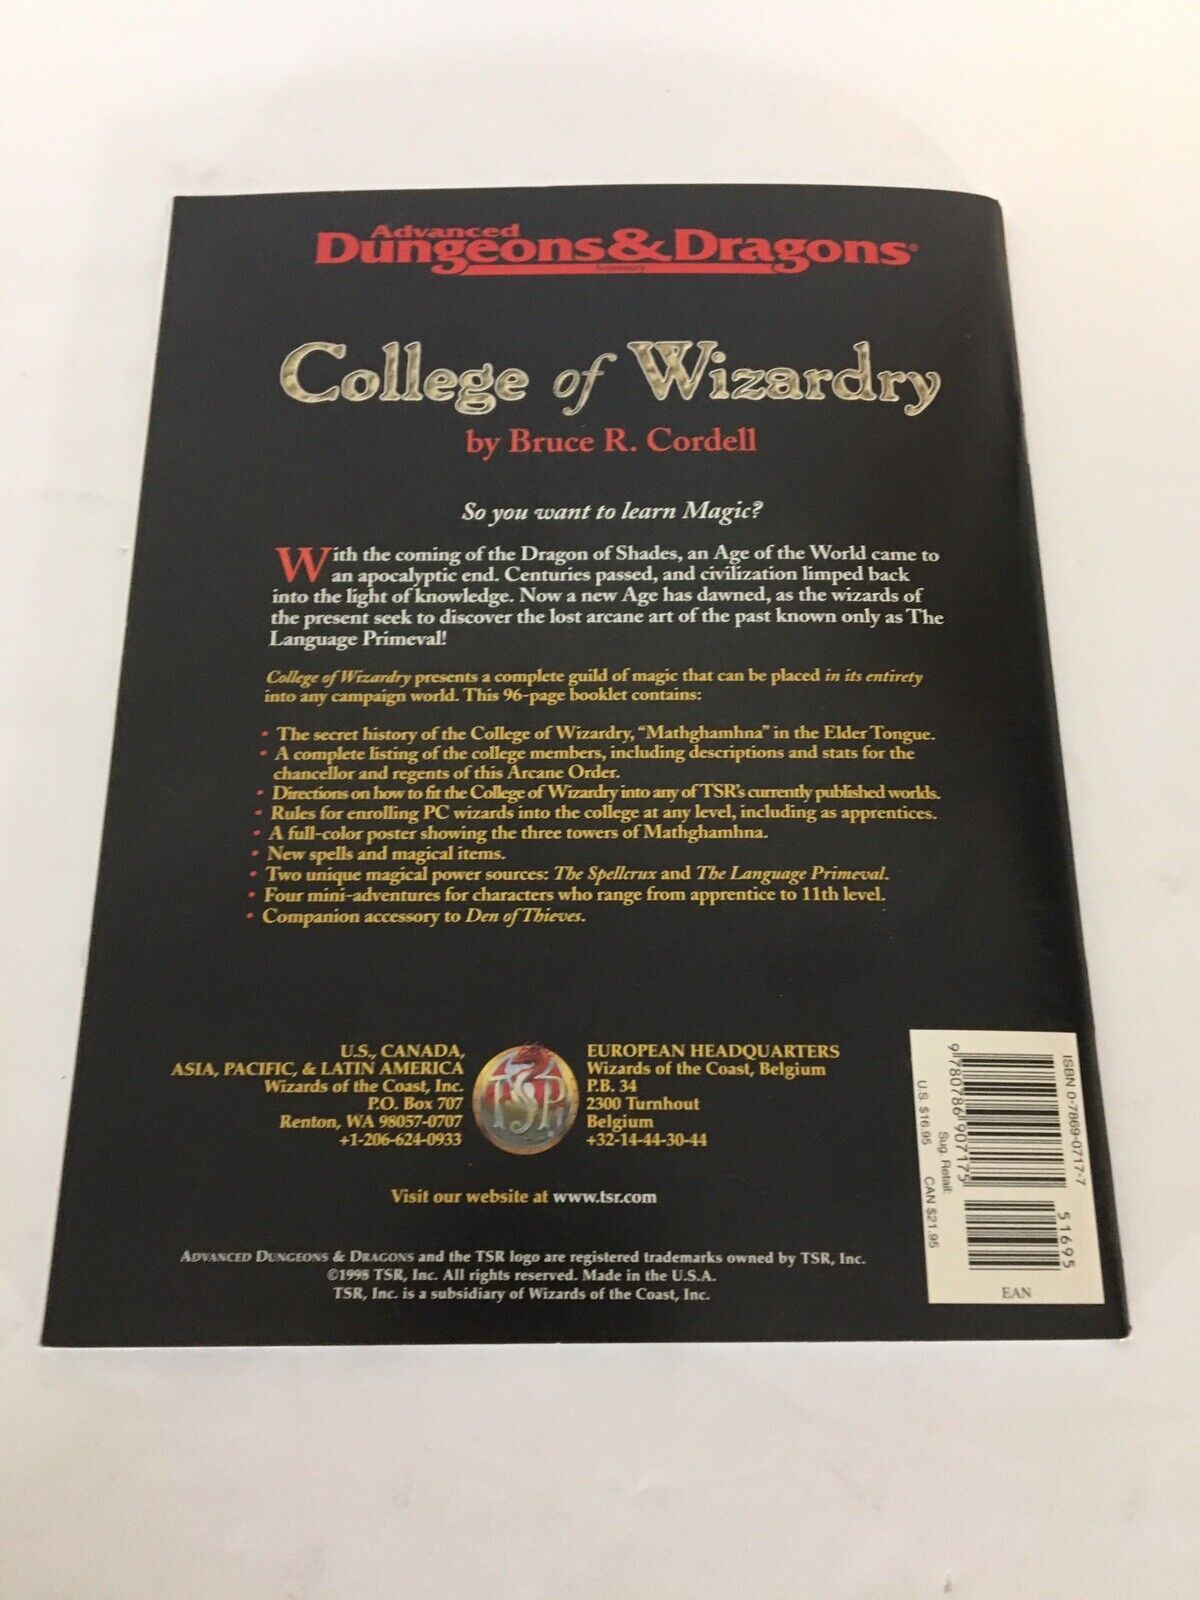 Advanced
Dungeons & Dragons®
Accessory
College of Wizardry
by Bruce R. Cordell
So you want to learn Magic?
With the coming of the Dragon of Shades, an Age of the World came to
an apocalyptic end. Centuries passed, and civilization limped back
into the light of knowledge. Now a new Age has dawned, as the wizards of
the present seek to discover the lost arcane art of the past known only as The
Language Primeval!
College of Wizardry presents a complete guild of magic that can be placed in its entirety
into any campaign world. This 96-page booklet contains:
• The secret history of the College of Wizardry, “Mathghamhna” in the Elder Tongue.
• A complete listing of the college members, including descriptions and stats for the
chancellor and regents of this Arcane Order.
• Directions on how to fit the College of Wizardry into any of TSR's currently published worlds.
• Rules for enrolling PC wizards into the college at any level, including as apprentices.
• A full-color poster showing the three towers of Mathghamhna.
• New spells and magical items.
• Two unique magical power sources: The Spellcrux and The Language Primeval.
• Four mini-adventures for characters who range from apprentice to 11th level.
• Companion accessory to Den of Thieves.
U.S., CANADA,
ASIA, PACIFIC, & LATIN AMERICA
Wizards of the Coast, Inc.
P.O. Box 707
Renton, WA 98057-0707
+1-206-624-0933
TSR
EUROPEAN HEADQUARTERS
Wizards of the Coast, Belgium
P.B. 34
2300 Turnhout
Belgium
+32-14-44-30-44
Visit our website at www.tsr.com
ADVANCED DUNGEONS & DRAGONS and the TSR logo are registered trademarks owned by TSR, Inc.
©1998 TSR, Inc. All rights reserved. Made in the U.S.A.
TSR, Inc. is a subsidiary of Wizards of the Coast, Inc.
ISBN 0-7869-0717-7
9 780786 907175
51695
Sug. Retail:
U.S. $16.95 CAN $21.95
EAN